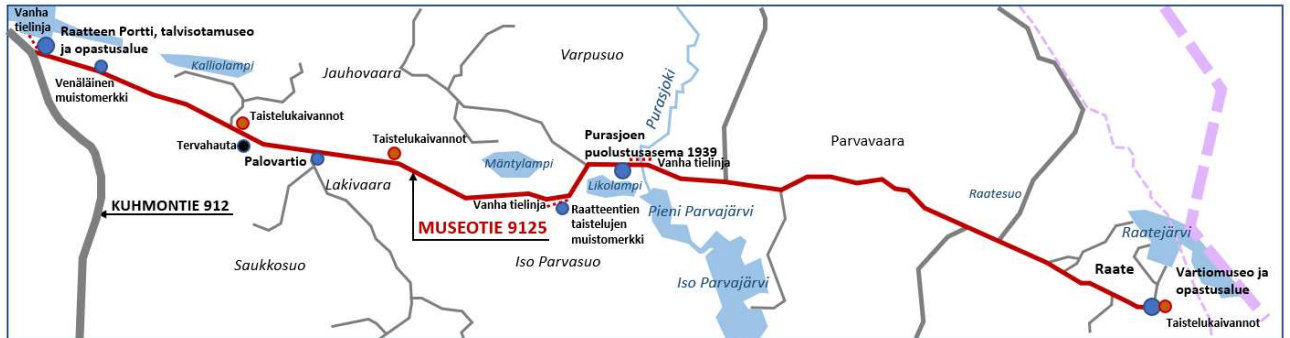 Vanha
tielinja
Raatteen Portti, talvisotamuseo
ja opastusalue
Venäläinen
muistomerkki
Kalliolampi
Jauhovaara
Varpusuo
Purasjoki
Taistelukaivannot
Tervahauta
Palovartio
Lakivaara
Taistelukaivannot
Mäntylampi
Purasjoen
puolustusasema 1939
Vanha tielinja
Likolampi
Parvavaara
Raatesuo
Vanha tielinja
Raatteentien
taistelujen
muistomerkki
Pieni Parvajärvi
KUHMONTIE 912
MUSEOTIE 9125
Saukkosuo
Iso Parvasuo
Iso Parvajärvi
Raatejärvi
Raate
Vartiomuseo ja
opastusalue
Taistelukaivannot